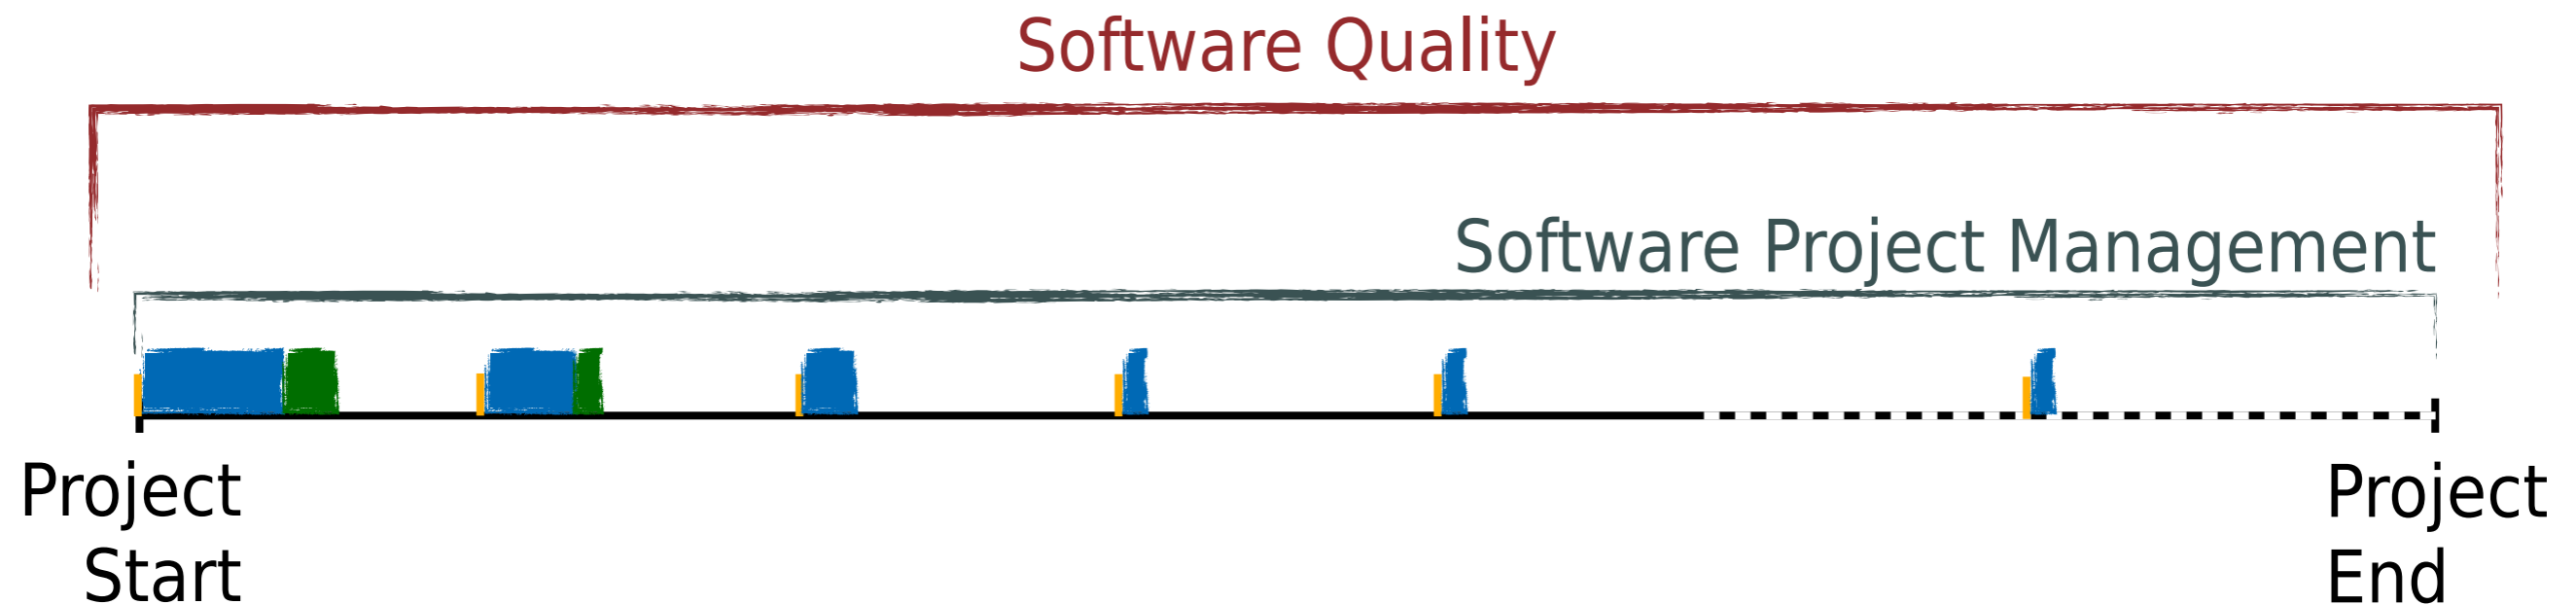 Software Quality
Software Project Management
Project
Start
Project
End